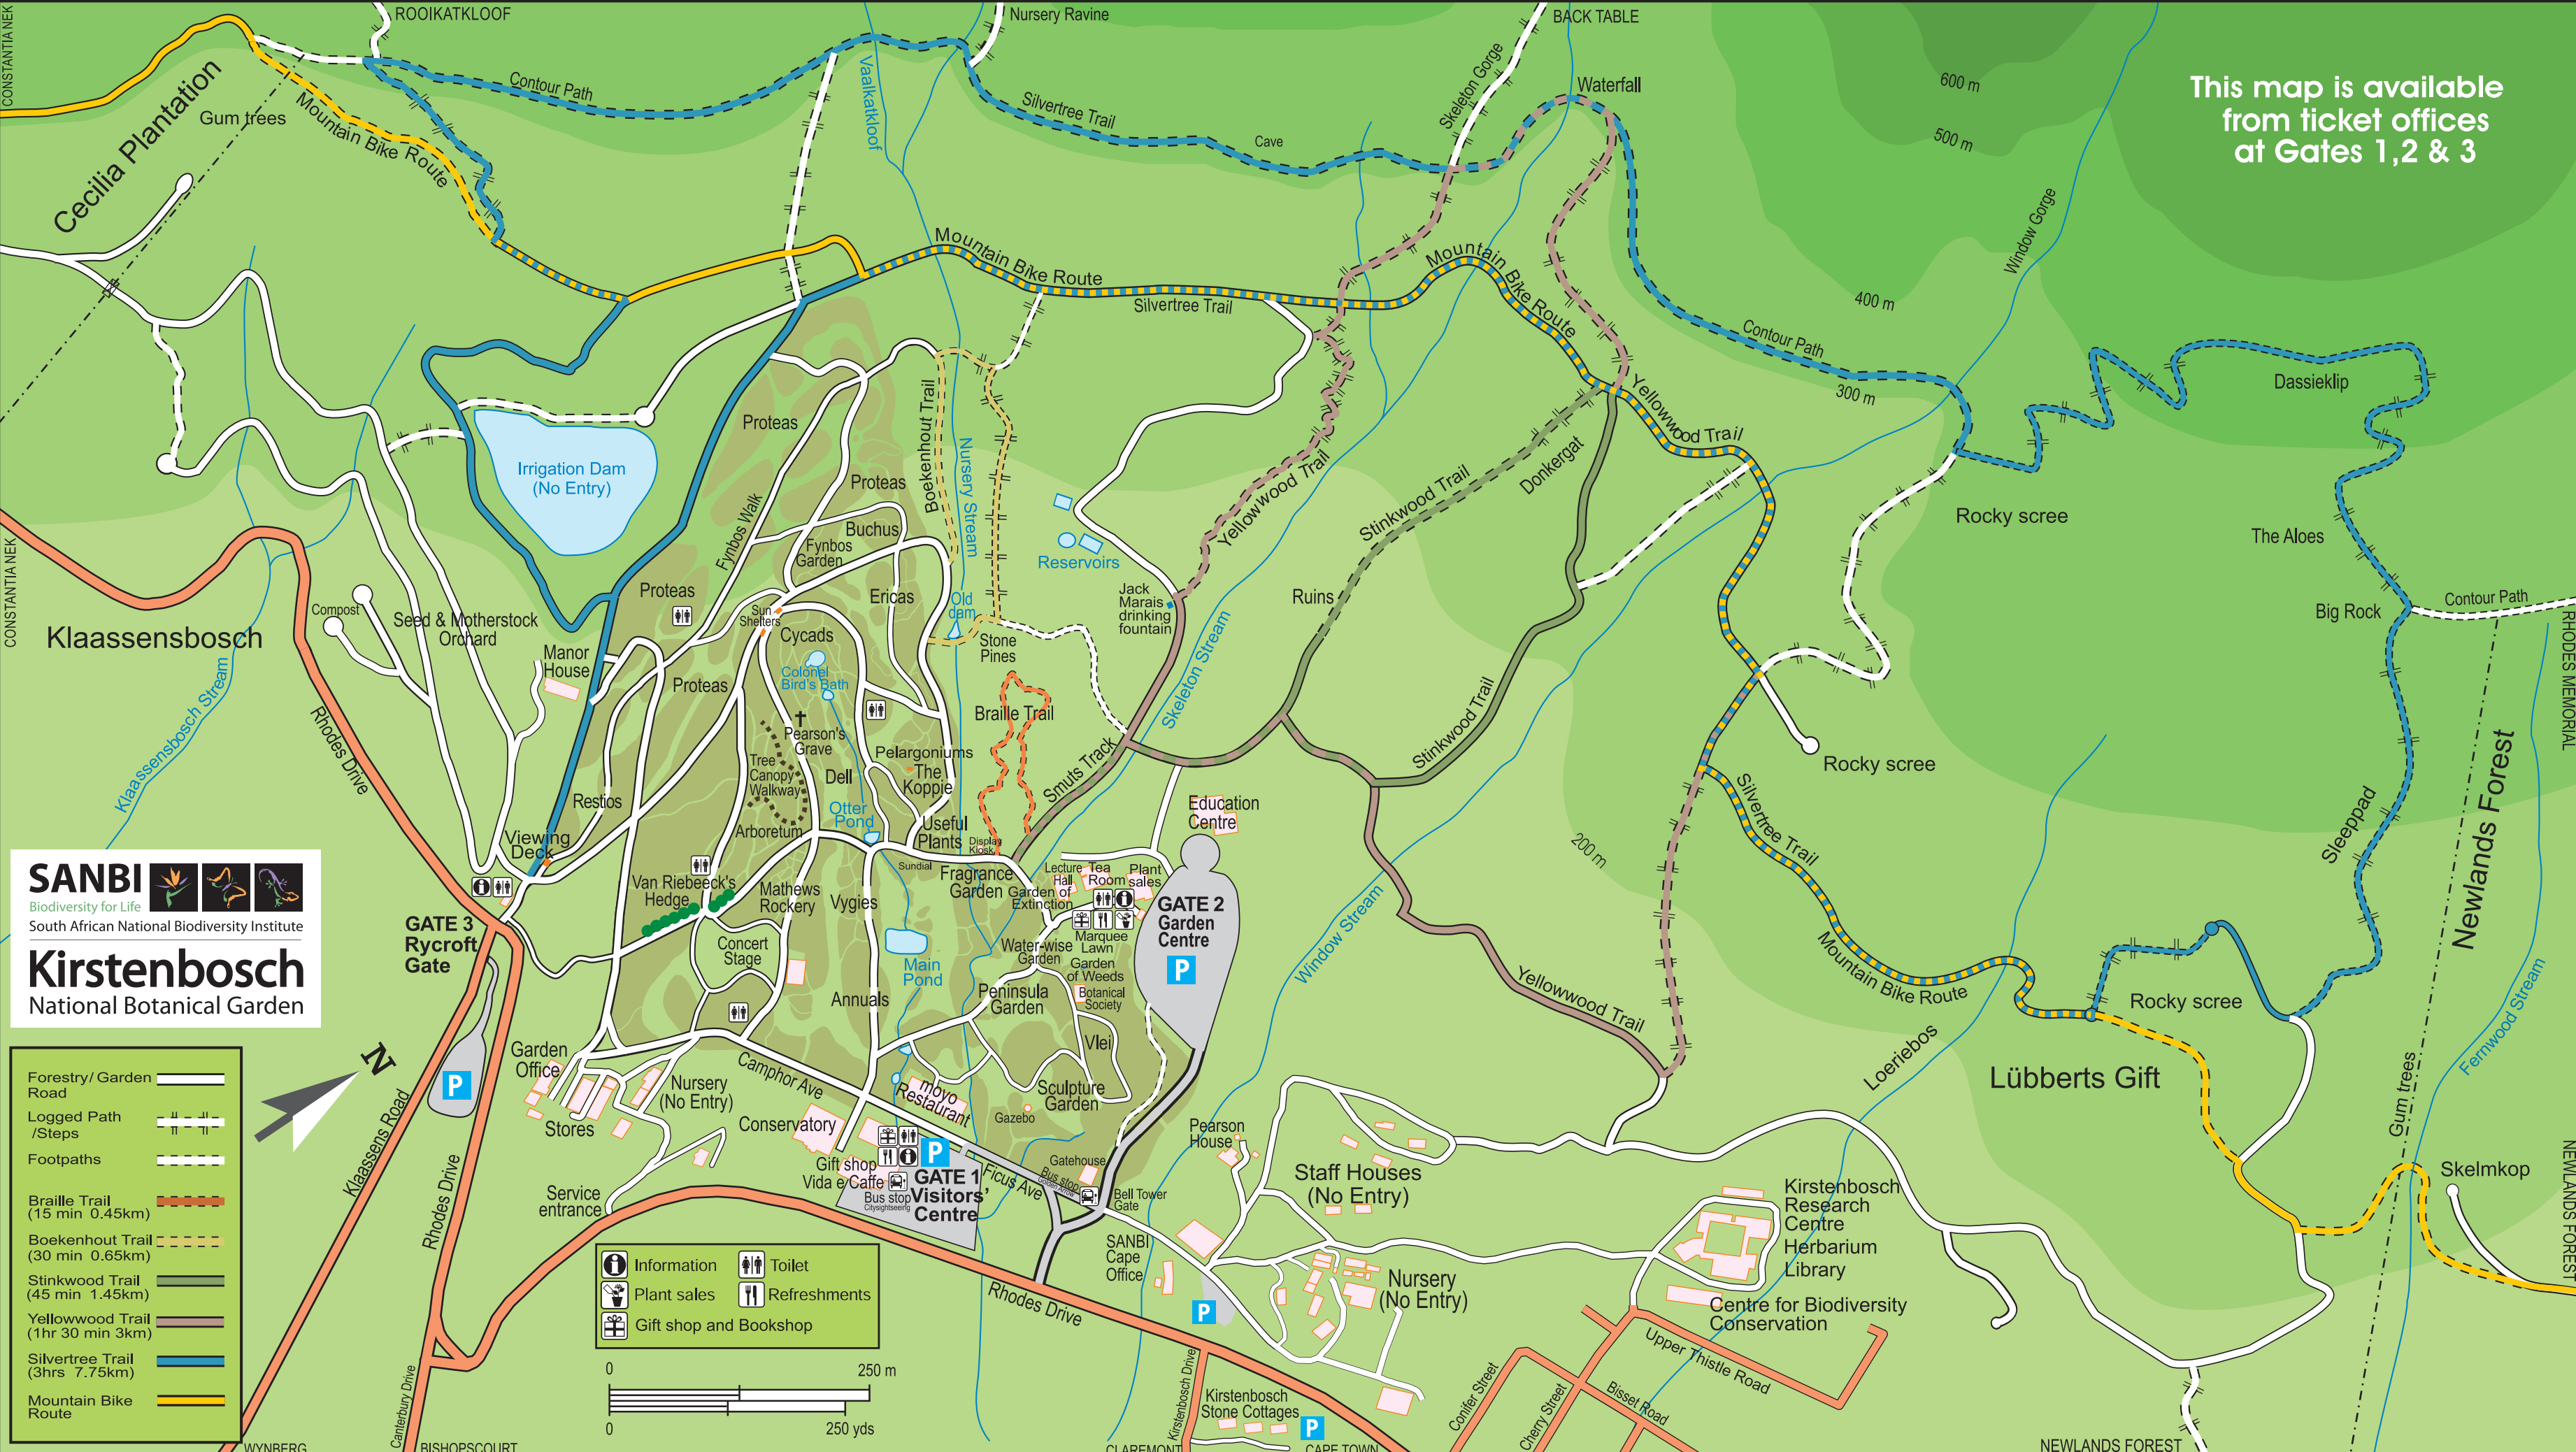 CONSTANTIA NEK
ROOIKATKLOOF
Nursery Ravine
BACK TABLE
This map is available
from ticket offices
at Gates 1,2 & 3
Cecilia Plantation
Gum trees
Mountain Bike Route
Contour Path
Vaalkatkloof
Silvertree Trail
Cave
Skeleton Gorge
Waterfall
600 m
500 m
400 m
300 m
200 m
Window Gorge
Mountain Bike Route
Silvertree Trail
Mountain Bike Route
Contour Path
Dassieklip
Yellowwood Trail
Rocky scree
The Aloes
Big Rock
Contour Path
RHODES MEMORIAL
Irrigation Dam
(No Entry)
Proteas
Proteas
Boekenhout Trail
Nursery Stream
Buchus
Fynbos Walk
Fynbos
Garden
Reservoirs
Yellowwood Trail
Stinkwood Trail
Donkergat
CONSTANTIA NEK
Klaassensbosch
Klaassensbosch Stream
Compost
Seed & Motherstock
Orchard
Manor
House
Proteas
Sun
Shelters
Cycads
Ericas
Old
dam
Stone
Pines
Jack
Marais
drinking
fountain
Ruins
Skeleton Stream
Colonel
Bird's Bath
Proteas
Pearson's
Grave
Braille Trail
Pelargoniums
The
Koppie
Tree
Canopy
Walkway
Dell
Otter
Pond
Smuts Track
Stinkwood Trail
Rocky scree
Rhodes Drive
Restios
Viewing
Deck
Arboretum
Useful
Plants
Display
Kiosk
Sundial
Fragrance
Garden
Education
Centre
Lecture
Hall
Tea
Room
Plant
sales
Garden of
Extinction
GATE 2
Garden
Centre
P
Marquee
Lawn
Van Riebeeck's
Hedge
Mathews
Rockery
Vygies
Concert
Stage
Main
Pond
Water-wise
Garden
Garden
of Weeds
Botanical
Society
Peninsula
Garden
Annuals
Vlei
Sculpture
Garden
Window Stream
Yellowwood Trail
Silvertree Trail
Mountain Bike Route
Sleeppad
Newlands Forest
Rocky scree
Loeriebos
Lübberts Gift
Gum trees
Fernwood Stream
Skelmkop
NEWLANDS FOREST
SANBI
Biodiversity for Life
South African National Biodiversity Institute
Kirstenbosch
National Botanical Garden
GATE 3
Rycroft
Gate
N
P
Forestry/Garden
Road
Logged Path
/Steps
Footpaths
Braille Trail
(15 min 0.45km)
Boekenhout Trail
(30 min 0.65km)
Stinkwood Trail
(45 min 1.45km)
Yellowwood Trail
(1hr 30 min 3km)
Silvertree Trail
(3hrs 7.75km)
Mountain Bike
Route
Klaassens Road
Rhodes Drive
Canterbury Drive
WYNBERG
BISHOPSCOURT
Garden
Office
Stores
Nursery
(No Entry)
Service
entrance
Camphor Ave
Conservatory
moyo
Restaurant
Gazebo
Gift shop
Vida e Caffe
Bus stop
Citysightseeing
P
GATE 1
Visitors'
Centre
Ficus Ave
Gatehouse
Bus stop
Golden Arrow
Bell Tower
Gate
Information
Toilet
Plant sales
Refreshments
Gift shop and Bookshop
0
250 m
0
250 yds
Rhodes Drive
Pearson
House
Staff Houses
(No Entry)
SANBI
Cape
Office
P
Nursery
(No Entry)
Kirstenbosch
Research
Centre
Herbarium
Library
Centre for Biodiversity
Conservation
Upper Thistle Road
Conifer Street
Cherry Street
Bisset Road
Kirstenbosch Drive
Kirstenbosch
Stone Cottages
P
CLAREMONT
CAPE TOWN
NEWLANDS FOREST